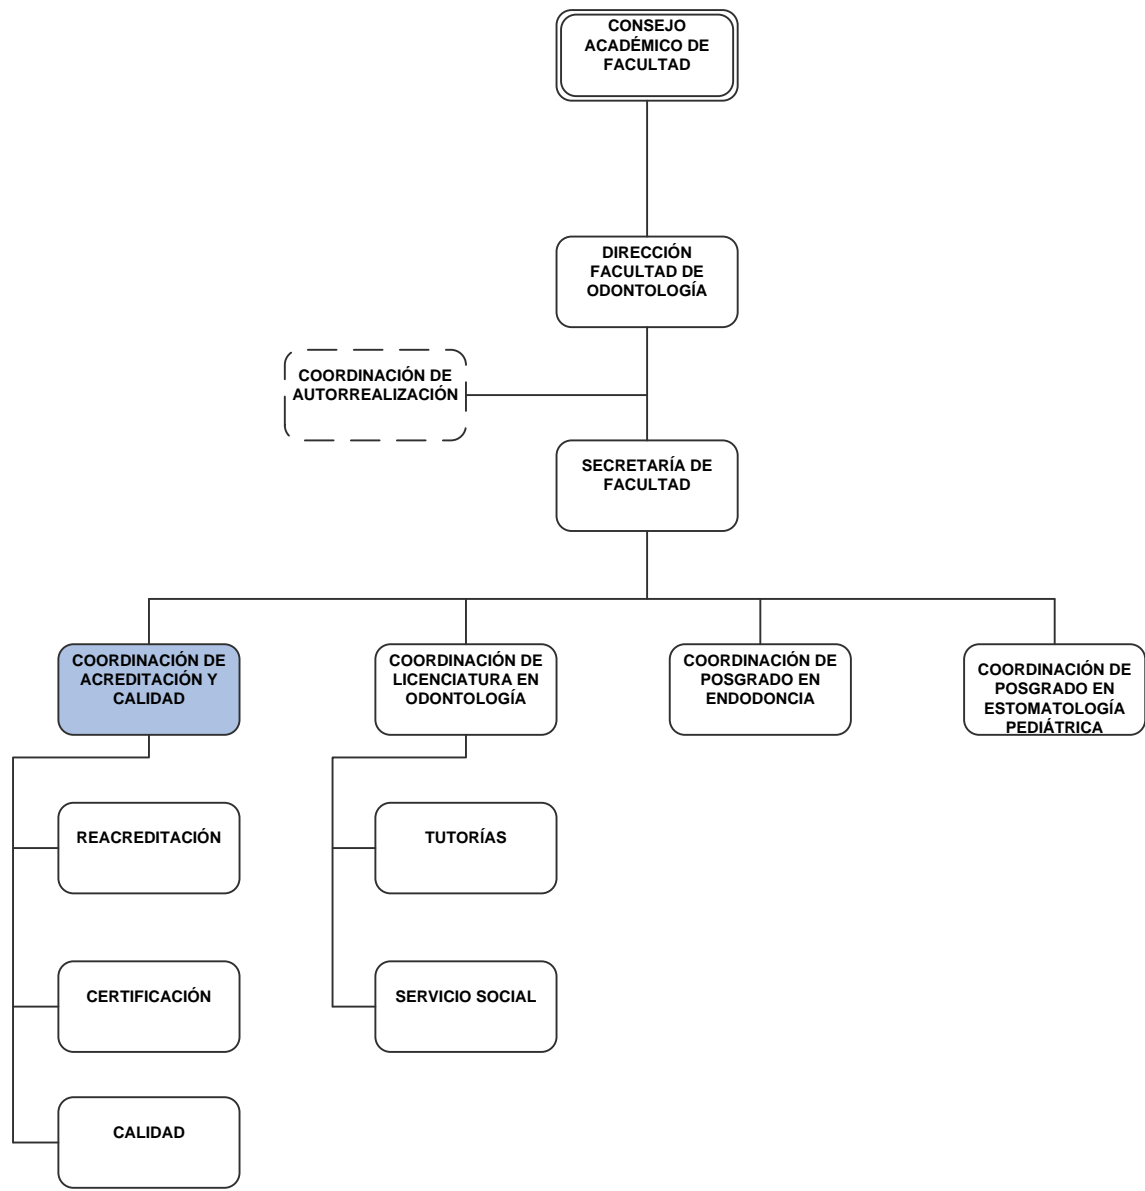 CONSEJO
ACADÉMICO DE
FACULTAD
DIRECCIÓN
FACULTAD DE
ODONTOLOGÍA
COORDINACIÓN DE
AUTORREALIZACIÓN
SECRETARÍA DE
FACULTAD
COORDINACIÓN DE
ACREDITACIÓN Y
CALIDAD
COORDINACIÓN DE
LICENCIATURA EN
ODONTOLOGÍA
COORDINACIÓN DE
POSGRADO EN
ENDODONCIA
COORDINACIÓN DE
POSGRADO EN
ESTOMATOLOGÍA
PEDIÁTRICA
REACREDITACIÓN
TUTORÍAS
CERTIFICACIÓN
SERVICIO SOCIAL
CALIDAD